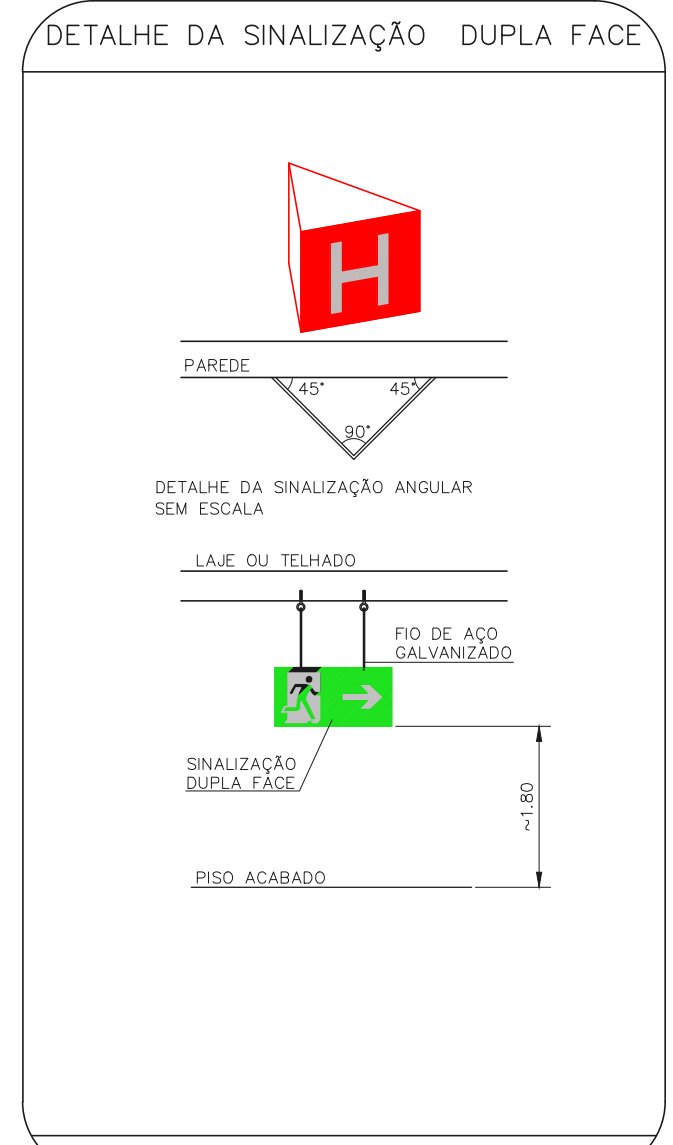 DETALHE DA SINALIZAÇÃO DUPLA FACE
H
PAREDE
45°
45°
90°
DETALHE DA SINALIZAÇÃO ANGULAR
SEM ESCALA
LAJE OU TELHADO
FIO DE AÇO
GALVANIZADO
SINALIZAÇÃO
DUPLA FACE
~1.80
PISO ACABADO